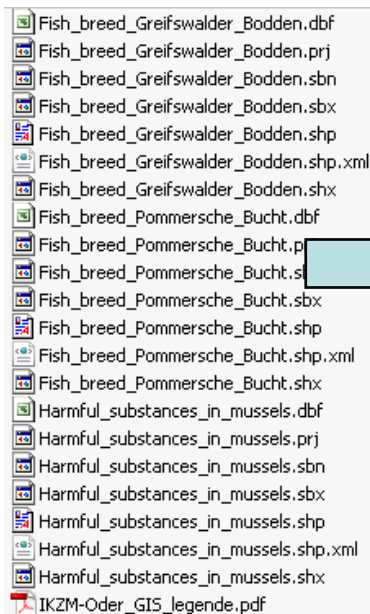 Fish_breed_Greifswalder_Bodden.dbf
Fish_breed_Greifswalder_Bodden.prj
Fish_breed_Greifswalder_Bodden.sbn
Fish_breed_Greifswalder_Bodden.sbx
Fish_breed_Greifswalder_Bodden.shp
Fish_breed_Greifswalder_Bodden.shp.xml
Fish_breed_Greifswalder_Bodden.shx
Fish_breed_Pommersche_Bucht.dbf
Fish_breed_Pommersche_Bucht.p
Fish_breed_Pommersche_Bucht.sl
Fish_breed_Pommersche_Bucht.sbx
Fish_breed_Pommersche_Bucht.shp
Fish_breed_Pommersche_Bucht.shp.xml
Fish_breed_Pommersche_Bucht.shx
Harmful_substances_in_mussels.dbf
Harmful_substances_in_mussels.prj
Harmful_substances_in_mussels.sbn
Harmful_substances_in_mussels.sbx
Harmful_substances_in_mussels.shp
Harmful_substances_in_mussels.shp.xml
Harmful_substances_in_mussels.shx
IKZM-Oder_GIS_legende.pdf